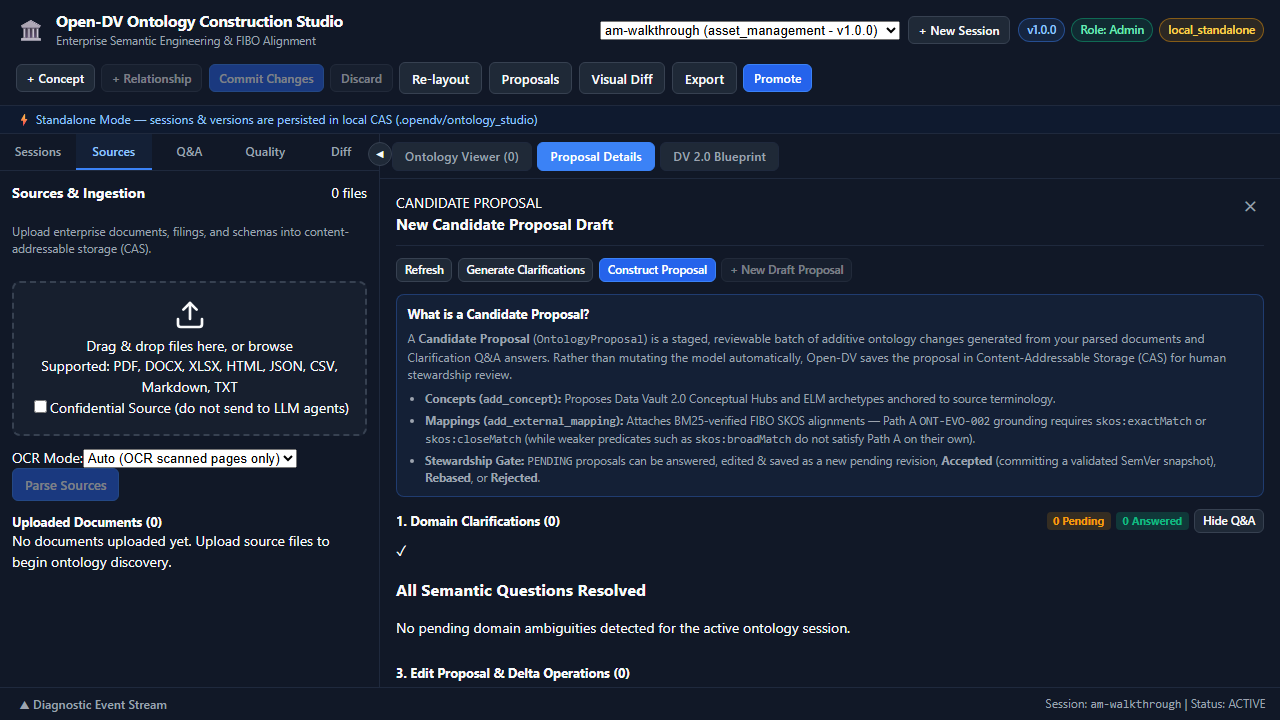 Open-DV Ontology Construction Studio
Enterprise Semantic Engineering & FIBO Alignment
am-walkthrough (asset_management - v1.0.0)
+ New Session
v1.0.0
Role: Admin
local_standalone
+ Concept
+ Relationship
Commit Changes
Discard
Re-layout
Proposals
Visual Diff
Export
Promote
Standalone Mode — sessions & versions are persisted in local CAS (.opendv/ontology_studio)
Sessions
Sources
Q&A
Quality
Diff
Sources & Ingestion
0 files
Upload enterprise documents, filings, and schemas into content-
addressable storage (CAS).
Drag & drop files here, or browse
Supported: PDF, DOCX, XLSX, HTML, JSON, CSV,
Markdown, TXT
Confidential Source (do not send to LLM agents)
OCR Mode: Auto (OCR scanned pages only)
Parse Sources
Uploaded Documents (0)
No documents uploaded yet. Upload source files to
begin ontology discovery.
Ontology Viewer (0)
Proposal Details
DV 2.0 Blueprint
CANDIDATE PROPOSAL
New Candidate Proposal Draft
Refresh
Generate Clarifications
Construct Proposal
+ New Draft Proposal
What is a Candidate Proposal?
A Candidate Proposal (OntologyProposal) is a staged, reviewable batch of additive ontology changes generated from your parsed documents and
Clarification Q&A answers. Rather than mutating the model automatically, Open-DV saves the proposal in Content-Addressable Storage (CAS) for human
stewardship review.
• Concepts (add_concept): Proposes Data Vault 2.0 Conceptual Hubs and ELM archetypes anchored to source terminology.
• Mappings (add_external_mapping): Attaches BM25-verified FIBO SKOS alignments — Path A ONT-EVO-002 grounding requires skos:exactMatch or
skos:closeMatch (while weaker predicates such as skos:broadMatch do not satisfy Path A on their own).
• Stewardship Gate: PENDING proposals can be answered, edited & saved as a new pending revision, Accepted (committing a validated SemVer snapshot),
Rebased, or Rejected.
1. Domain Clarifications (0)
0 Pending
0 Answered
Hide Q&A
✓
All Semantic Questions Resolved
No pending domain ambiguities detected for the active ontology session.
3. Edit Proposal & Delta Operations (0)
▲ Diagnostic Event Stream
Session: am-walkthrough | Status: ACTIVE